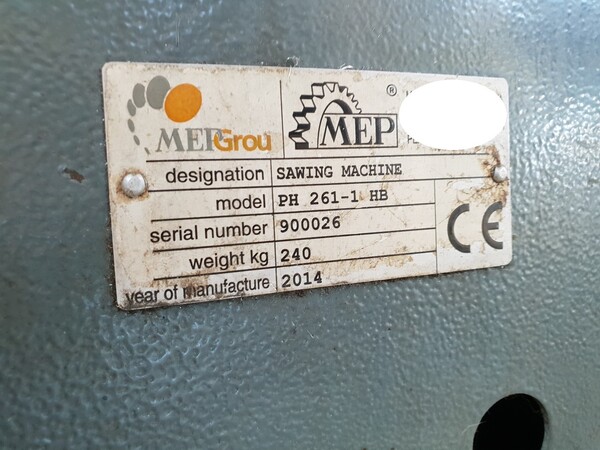 MEPGrou
MEP ®
designation SAWING MACHINE
model PH 261-1 HB
serial number 900026
weight kg 240
year of manufacture 2014
CE